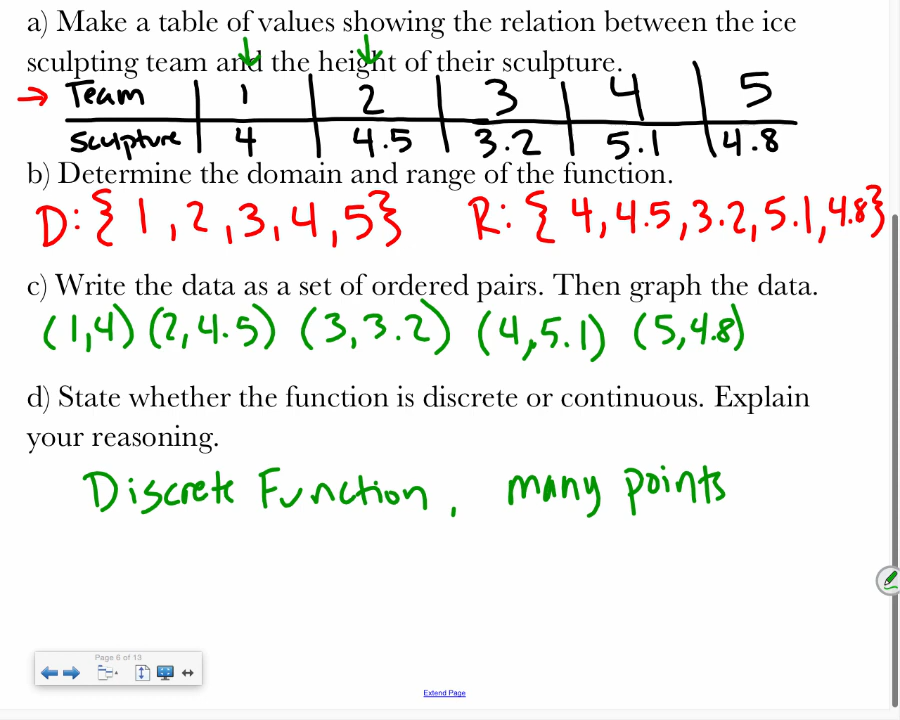 a) Make a table of values showing the relation between the ice
sculpting team and the height of their sculpture.
→ Team 1 2 3 4 5
Sculpture 4 4.5 3.2 5.1 4.8
b) Determine the domain and range of the function.
D: { 1, 2, 3, 4, 5} R: { 4, 4.5, 3.2, 5.1, 4.8}
c) Write the data as a set of ordered pairs. Then graph the data.
(1,4) (2,4.5) (3,3.2) (4,5.1) (5,4.8)
d) State whether the function is discrete or continuous. Explain
your reasoning.
Discrete Function, many points
Page 6 of 13
Extend Page